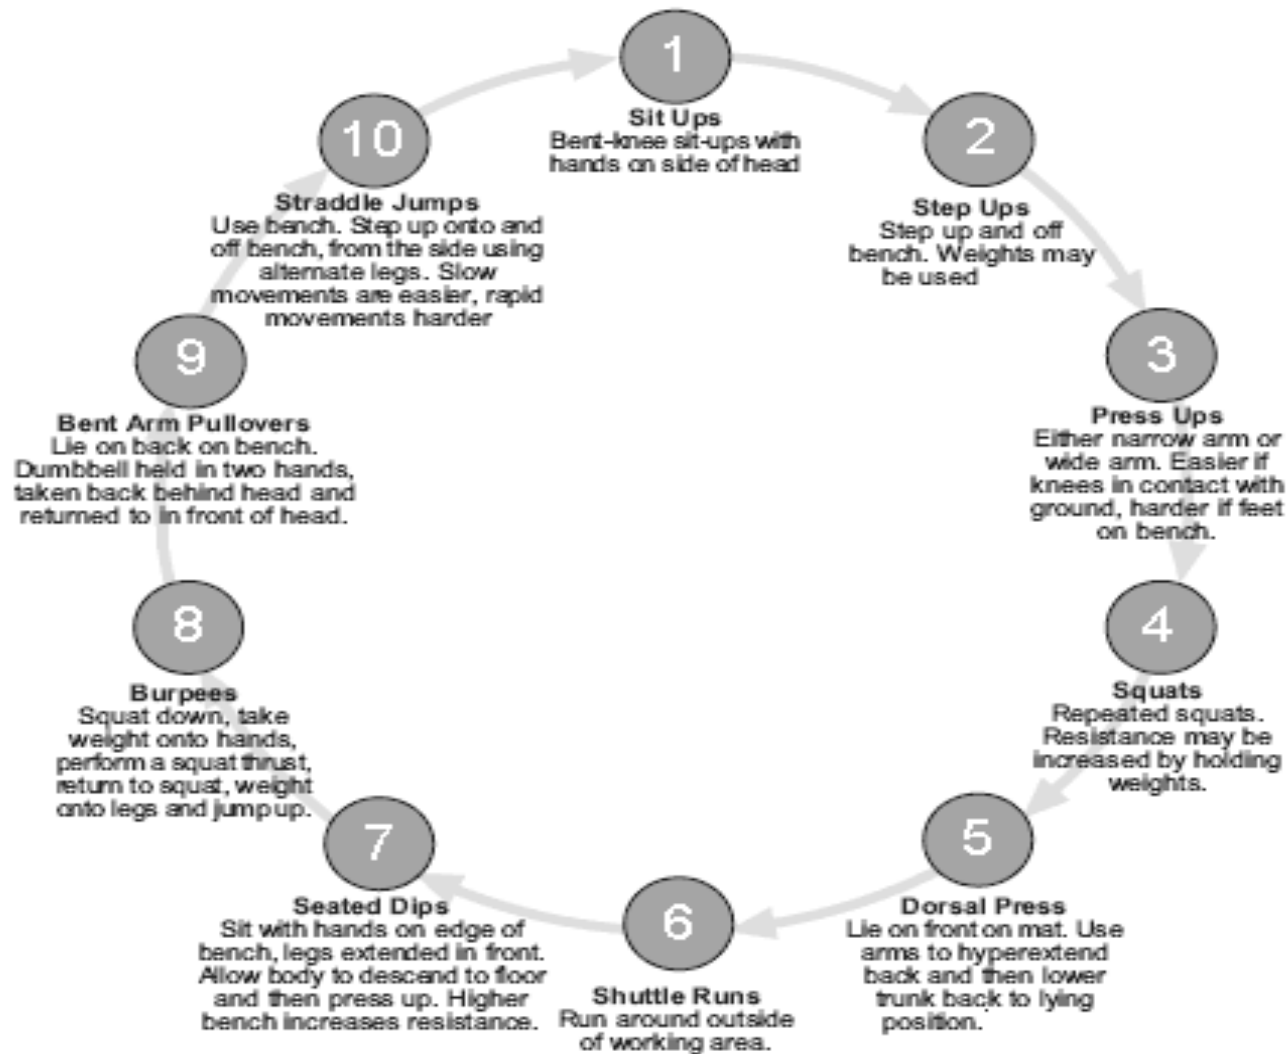 1
Sit Ups
Bent-knee sit-ups with
hands on side of head
2
Step Ups
Step up and off
bench. Weights may
be used
3
Press Ups
Either narrow arm or
wide arm. Easier if
knees in contact with
ground, harder if feet
on bench.
4
Squats
Repeated squats.
Resistance may be
increased by holding
weights.
5
Dorsal Press
Lie on front on mat. Use
arms to hyperextend
back and then lower
trunk back to lying
position.
6
Shuttle Runs
Run around outside
of working area.
7
Seated Dips
Sit with hands on edge of
bench, legs extended in front.
Allow body to descend to floor
and then press up. Higher
bench increases resistance.
8
Burpees
Squat down, take
weight onto hands,
perform a squat thrust,
return to squat, weight
onto legs and jump up.
9
Bent Arm Pullovers
Lie on back on bench.
Dumbbell held in two hands,
taken back behind head and
returned to in front of head.
10
Straddle Jumps
Use bench. Step up onto and
off bench, from the side using
alternate legs. Slow
movements are easier, rapid
movements harder